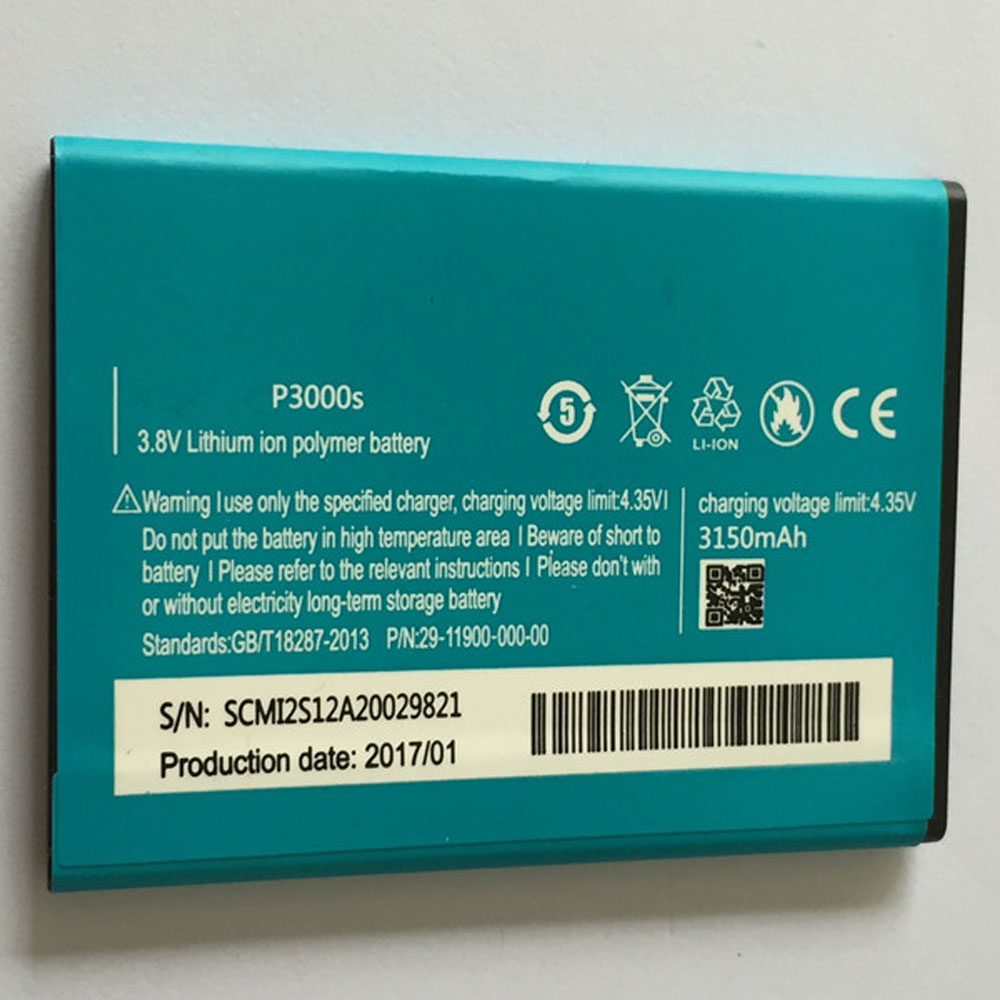 P3000s
3.8V Lithium ion polymer battery
5
LI-ION
CE
Warning I use only the specified charger, charging voltage limit:4.35V I
Do not put the battery in high temperature area I Beware of short to
battery I Please refer to the relevant instructions I Please don't with
or without electricity long-term storage battery
Standards:GB/T18287-2013 P/N:29-11900-000-00
charging voltage limit:4.35V
3150mAh
S/N: SCMI2S12A20029821
Production date: 2017/01